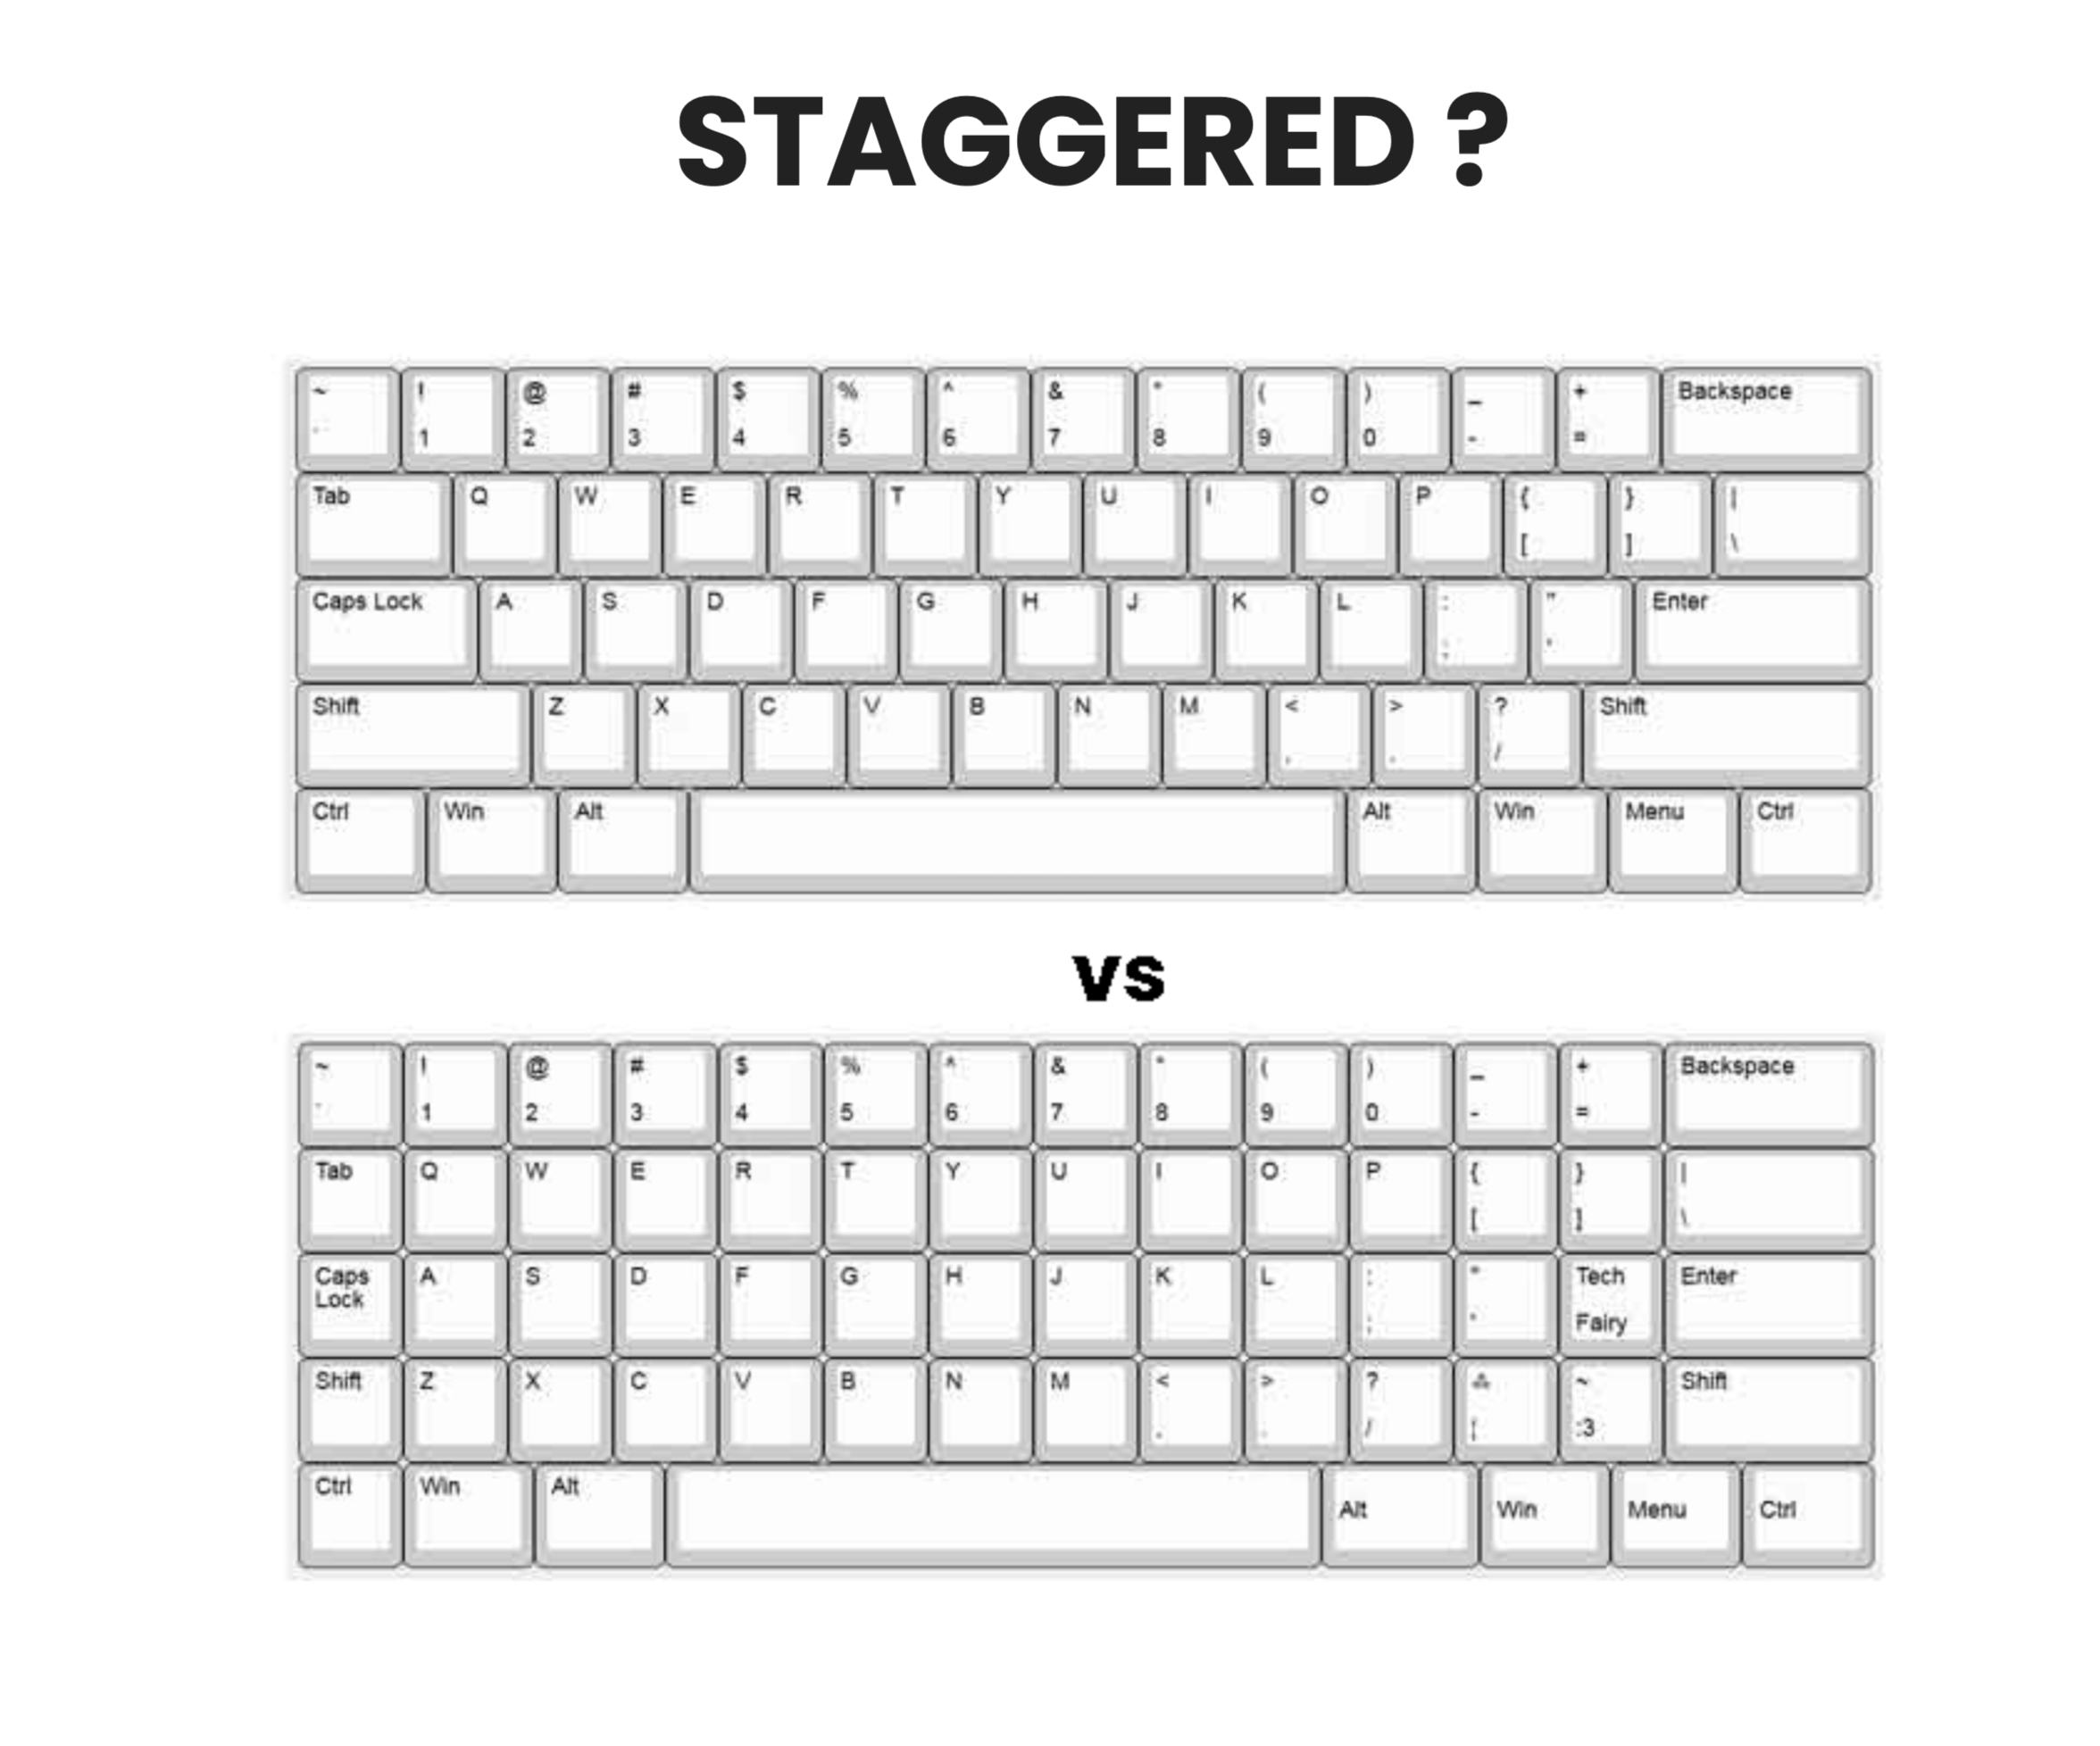 STAGGERED ?
~ ! @ # $ % ^ & * ( ) _ + Backspace
` 1 2 3 4 5 6 7 8 9 0 - =
Tab Q W E R T Y U I O P { } |
[ ] \
Caps Lock A S D F G H J K L : " Enter
; '
Shift Z X C V B N M < > ? Shift
, . /
Ctrl Win Alt Alt Win Menu Ctrl
vs
~ ! @ # $ % ^ & * ( ) _ + Backspace
` 1 2 3 4 5 6 7 8 9 0 - =
Tab Q W E R T Y U I O P { } |
[ ] \
Caps A S D F G H J K L : " Tech Enter
Lock ; ' Fairy
Shift Z X C V B N M < > ? ⁂ ~ Shift
, . / ¦ :3
Ctrl Win Alt Alt Win Menu Ctrl